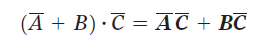 (A̅ + B) · C̅ = A̅C̅ + BC̅